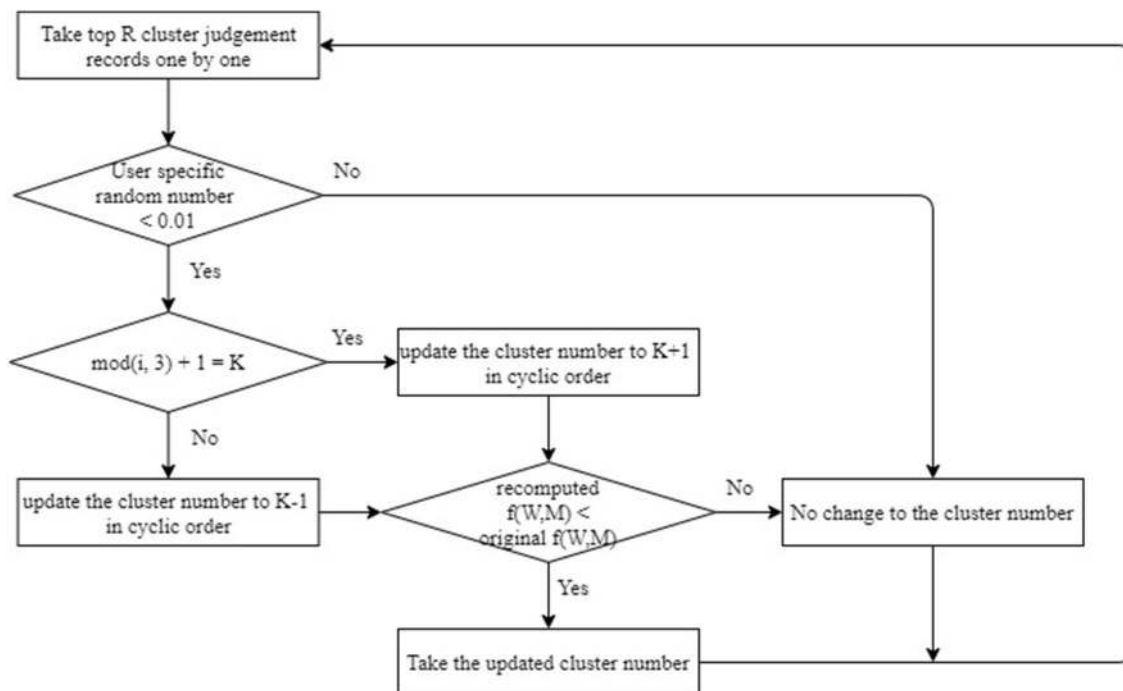 Take top R cluster judgement
records one by one
User specific
random number
< 0.01
No
Yes
mod(i, 3) + 1 = K
Yes
update the cluster number to K+1
in cyclic order
No
update the cluster number to K-1
in cyclic order
recomputed
f(W,M) <
original f(W,M)
No
No change to the cluster number
Yes
Take the updated cluster number